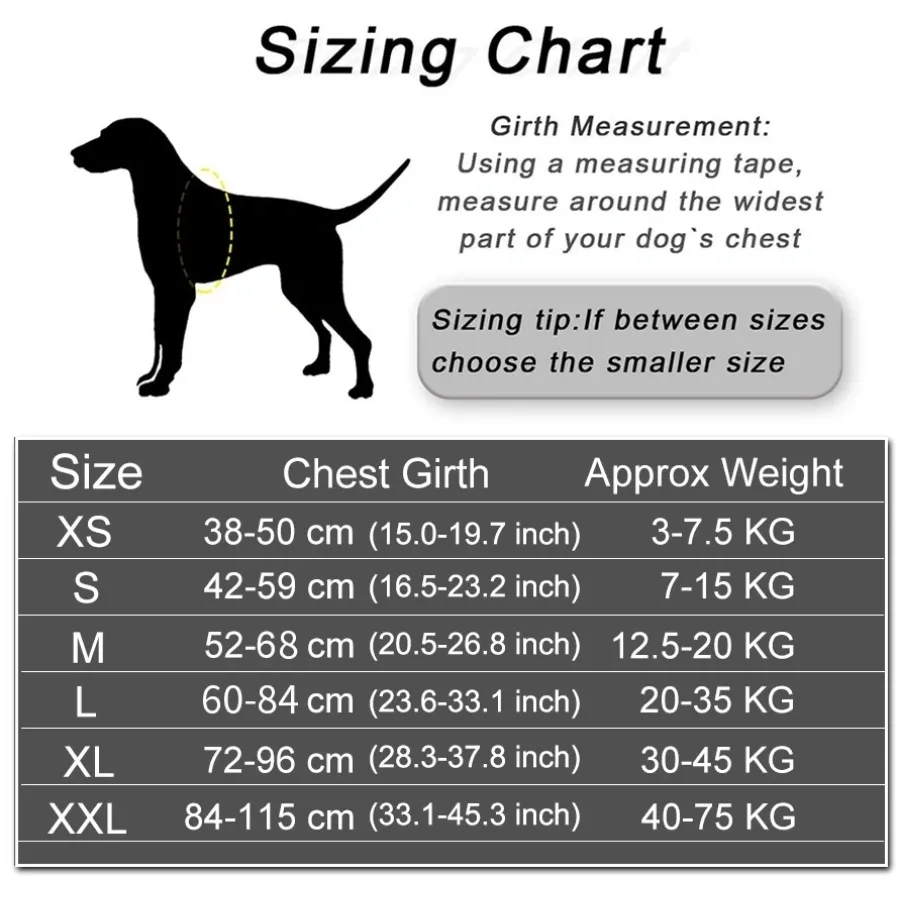 Sizing Chart
Girth Measurement:
Using a measuring tape,
measure around the widest
part of your dog`s chest
Sizing tip:If between sizes
choose the smaller size
Size Chest Girth Approx Weight
XS 38-50 cm (15.0-19.7 inch) 3-7.5 KG
S 42-59 cm (16.5-23.2 inch) 7-15 KG
M 52-68 cm (20.5-26.8 inch) 12.5-20 KG
L 60-84 cm (23.6-33.1 inch) 20-35 KG
XL 72-96 cm (28.3-37.8 inch) 30-45 KG
XXL 84-115 cm (33.1-45.3 inch) 40-75 KG